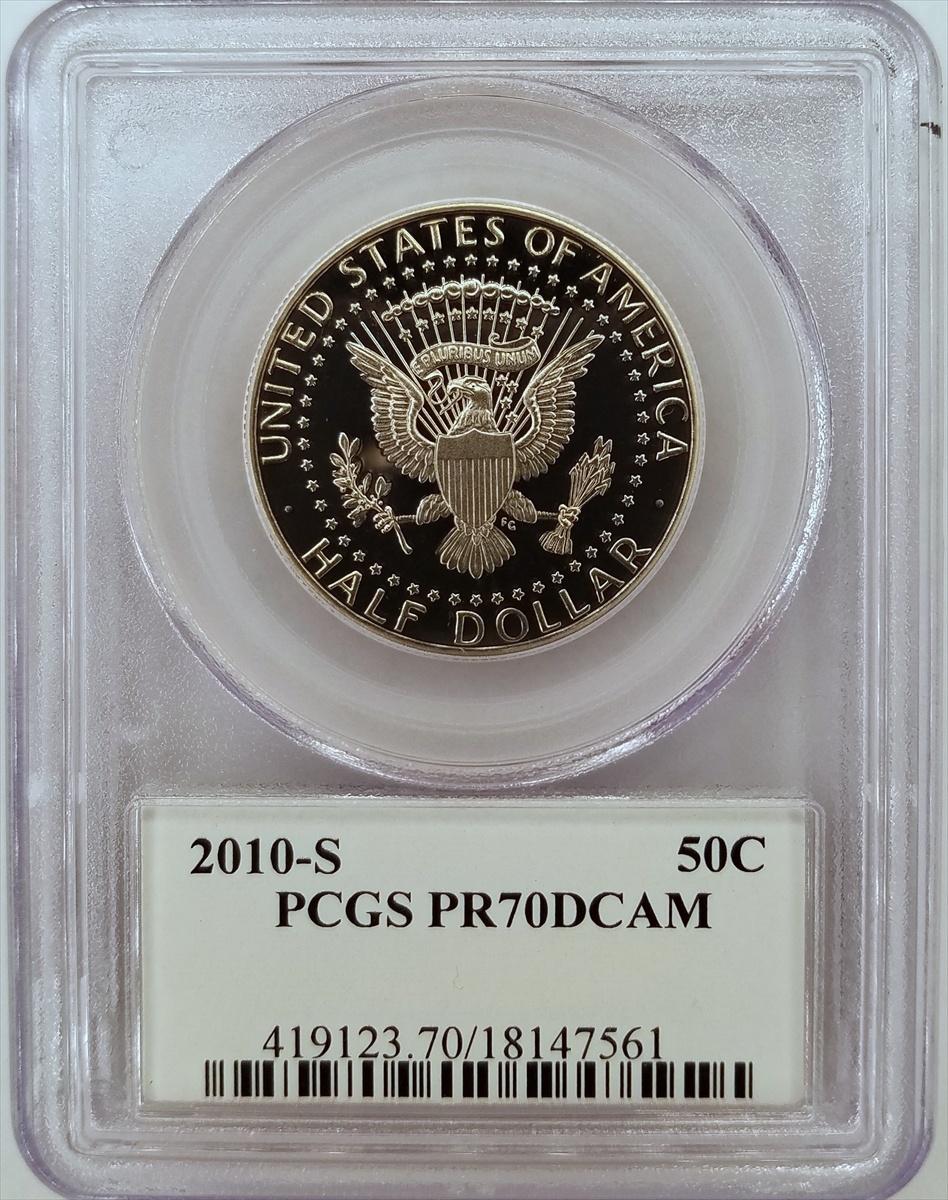 UNITED STATES OF AMERICA
E PLURIBUS UNUM
FG
HALF DOLLAR
2010-S 50C
PCGS PR70DCAM
419123.70/18147561